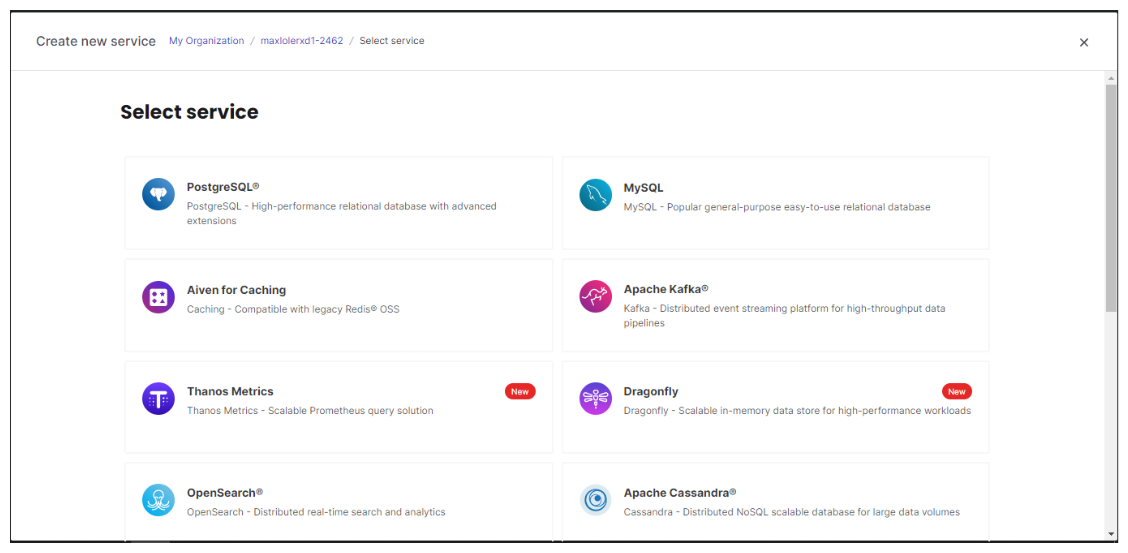 Create new service My Organization / maxlolerxd1-2462 / Select service
Select service
PostgreSQL®
PostgreSQL - High-performance relational database with advanced
extensions
MySQL
MySQL - Popular general-purpose easy-to-use relational database
Aiven for Caching
Caching - Compatible with legacy Redis® OSS
Apache Kafka®
Kafka - Distributed event streaming platform for high-throughput data
pipelines
Thanos Metrics New
Thanos Metrics - Scalable Prometheus query solution
Dragonfly New
Dragonfly - Scalable in-memory data store for high-performance workloads
OpenSearch®
OpenSearch - Distributed real-time search and analytics
Apache Cassandra®
Cassandra - Distributed NoSQL scalable database for large data volumes